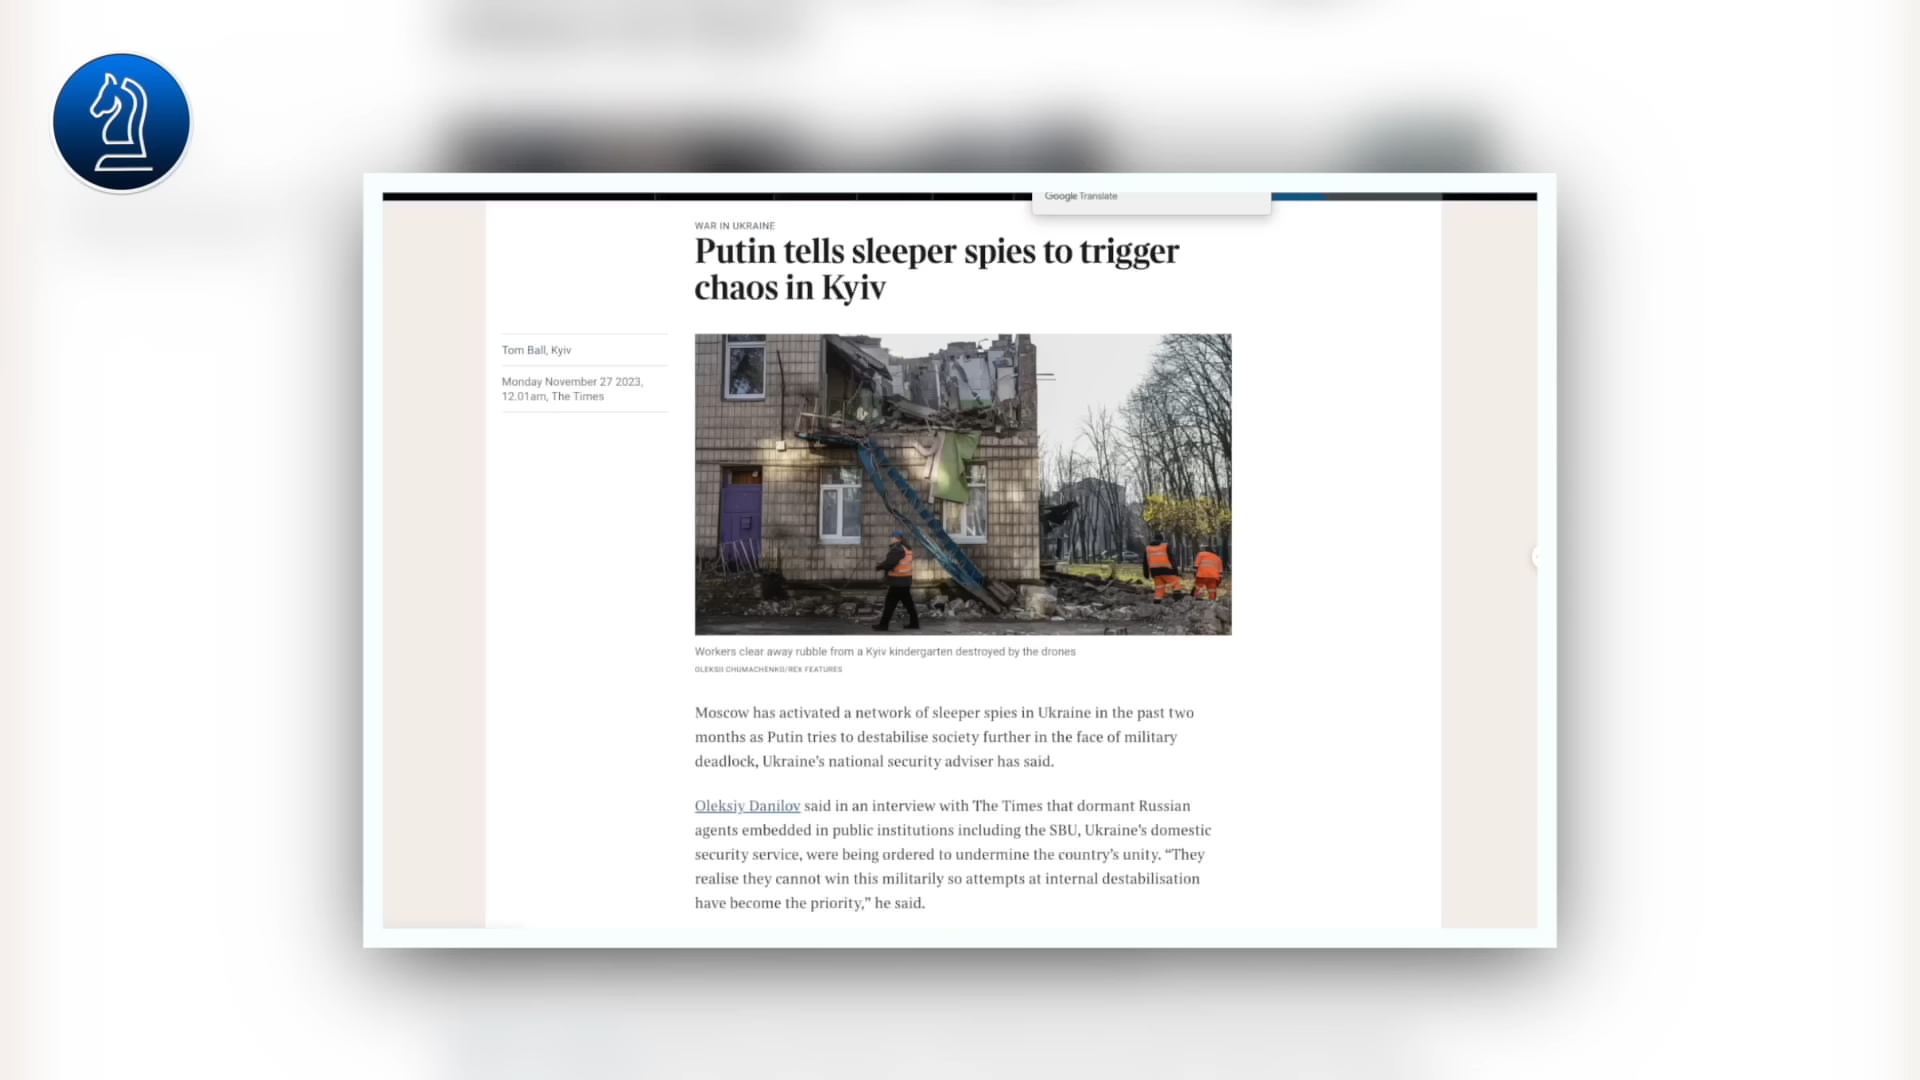 Google Translate
WAR IN UKRAINE
Putin tells sleeper spies to trigger
chaos in Kyiv
Tom Ball, Kyiv
Monday November 27 2023,
12.01am, The Times
Workers clear away rubble from a Kyiv kindergarten destroyed by the drones
OLEKSII CHUMACHENKO/REX FEATURES
Moscow has activated a network of sleeper spies in Ukraine in the past two
months as Putin tries to destabilise society further in the face of military
deadlock, Ukraine’s national security adviser has said.
Oleksiy Danilov said in an interview with The Times that dormant Russian
agents embedded in public institutions including the SBU, Ukraine’s domestic
security service, were being ordered to undermine the country’s unity. “They
realise they cannot win this militarily so attempts at internal destabilisation
have become the priority,” he said.